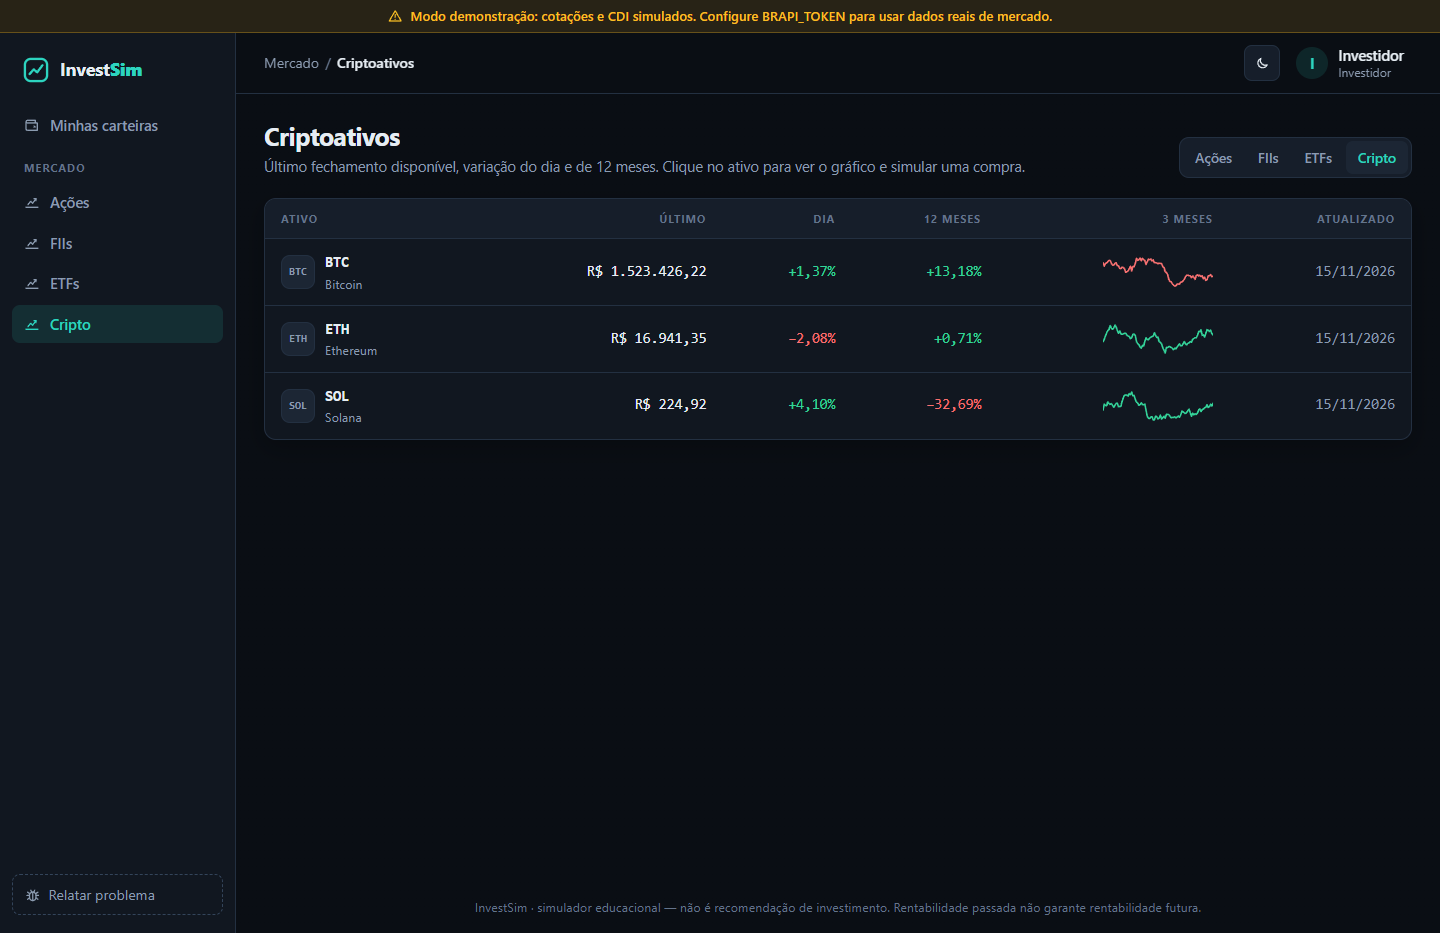 Modo demonstração: cotações e CDI simulados. Configure BRAPI_TOKEN para usar dados reais de mercado.
InvestSim
Minhas carteiras
MERCADO
Ações
FIIs
ETFs
Cripto
Relatar problema
Mercado / Criptoativos
I
Investidor
Investidor
Criptoativos
Último fechamento disponível, variação do dia e de 12 meses. Clique no ativo para ver o gráfico e simular uma compra.
Ações FIIs ETFs Cripto
ATIVO ÚLTIMO DIA 12 MESES 3 MESES ATUALIZADO
BTC BTC R$ 1.523.426,22 +1,37% +13,18% 15/11/2026
Bitcoin
ETH ETH R$ 16.941,35 −2,08% +0,71% 15/11/2026
Ethereum
SOL SOL R$ 224,92 +4,10% −32,69% 15/11/2026
Solana
InvestSim · simulador educacional — não é recomendação de investimento. Rentabilidade passada não garante rentabilidade futura.